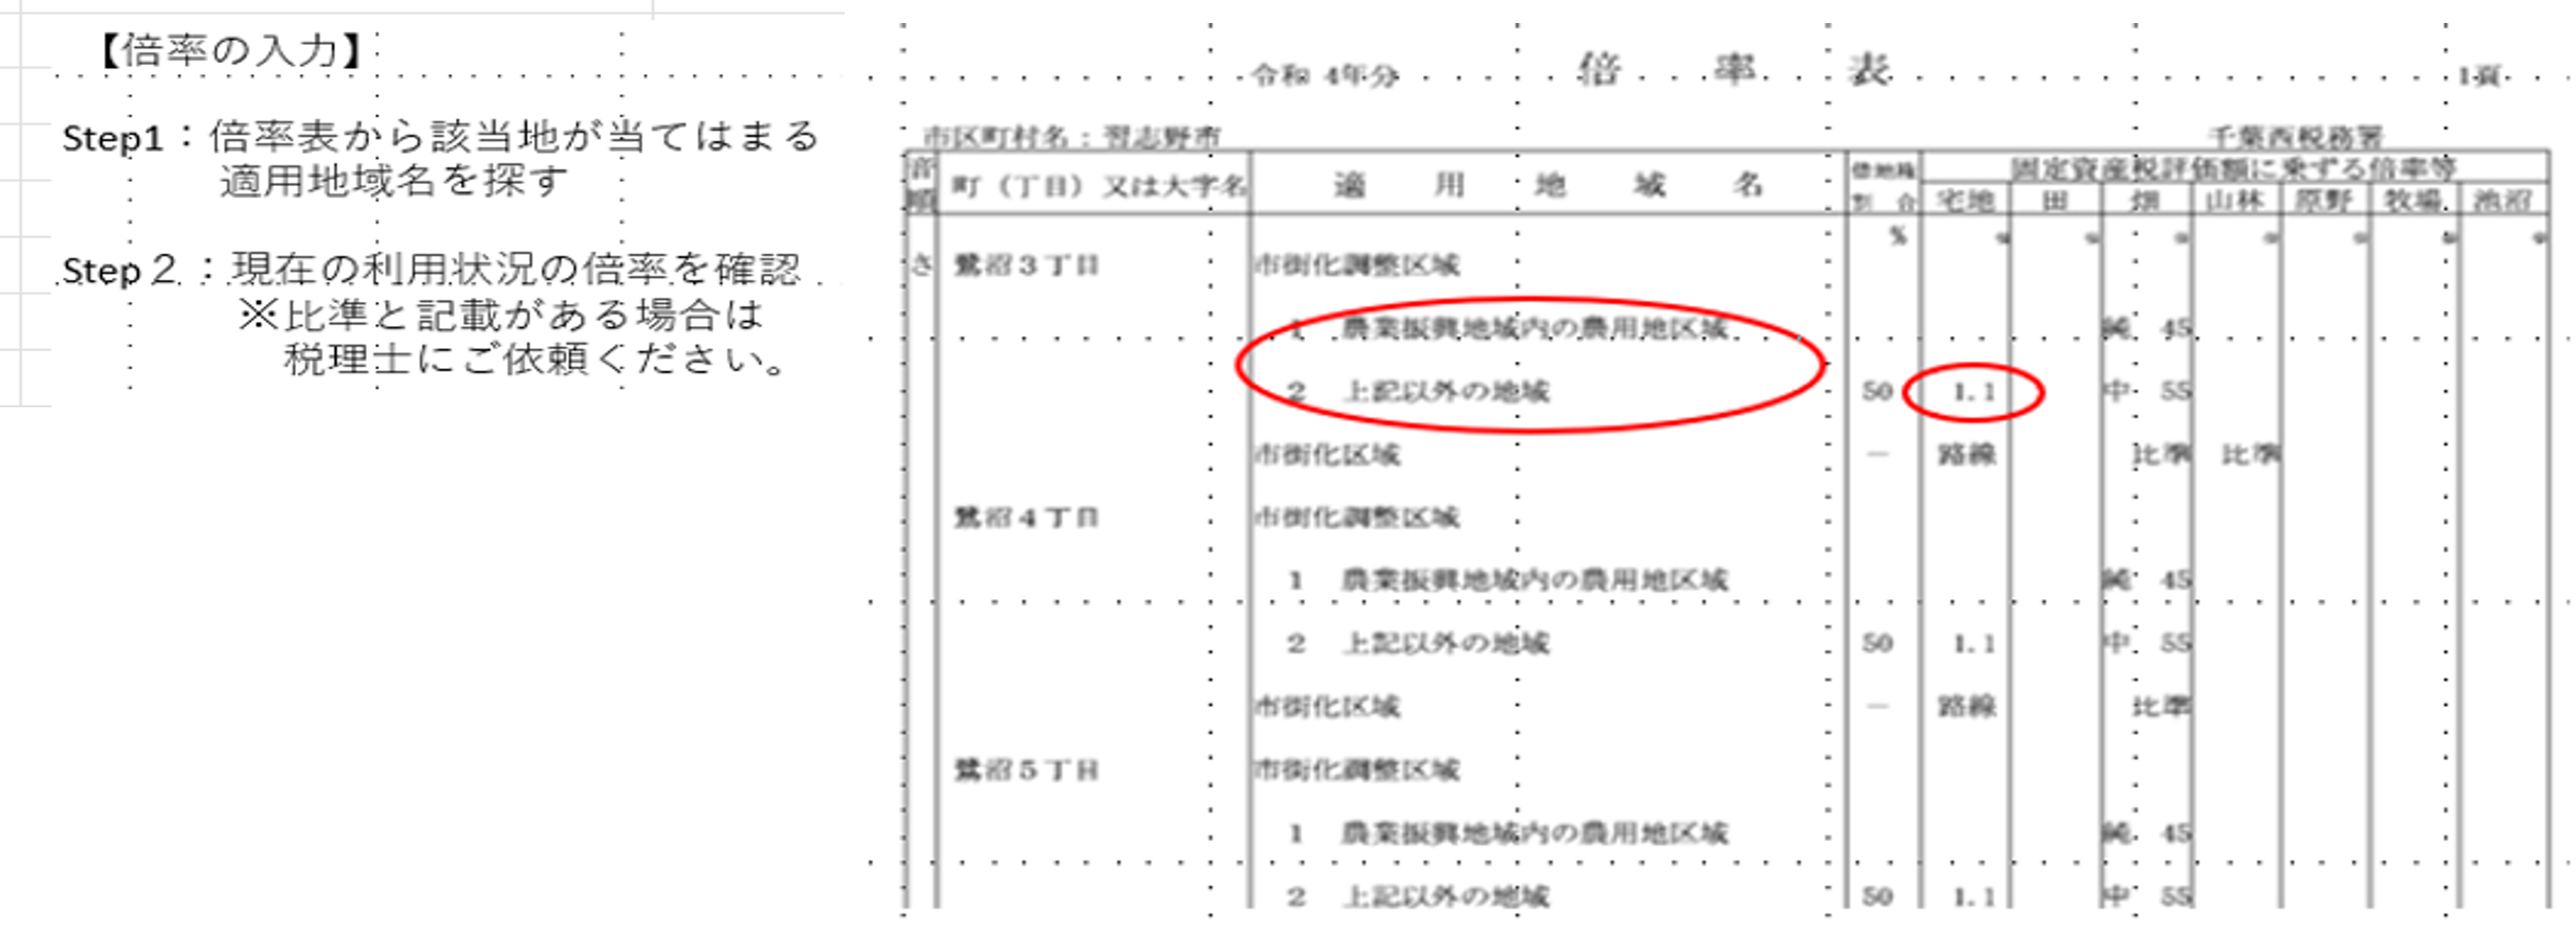 【倍率の入力】
Step1：倍率表から該当地が当てはまる
適用地域名を探す
Step２：現在の利用状況の倍率を確認
※比準と記載がある場合は
税理士にご依頼ください。
令和 4年分 倍 率 表 1頁
市区町村名：習志野市 千葉西税務署
音順 町（丁目）又は大字名 適 用 地 域 名 借地権割合 固定資産税評価額に乗ずる倍率等
宅地 田 畑 山林 原野 牧場 池沼
%
さ 鷺沼３丁目 市街化調整区域
1 農業振興地域内の農用地区域 純 45
2 上記以外の地域 50 1.1 中 55
市街化区域 － 路線 比準 比準
鷺沼４丁目 市街化調整区域
1 農業振興地域内の農用地区域 純 45
2 上記以外の地域 50 1.1 中 55
市街化区域 － 路線 比準
鷺沼５丁目 市街化調整区域
1 農業振興地域内の農用地区域 純 45
2 上記以外の地域 50 1.1 中 55